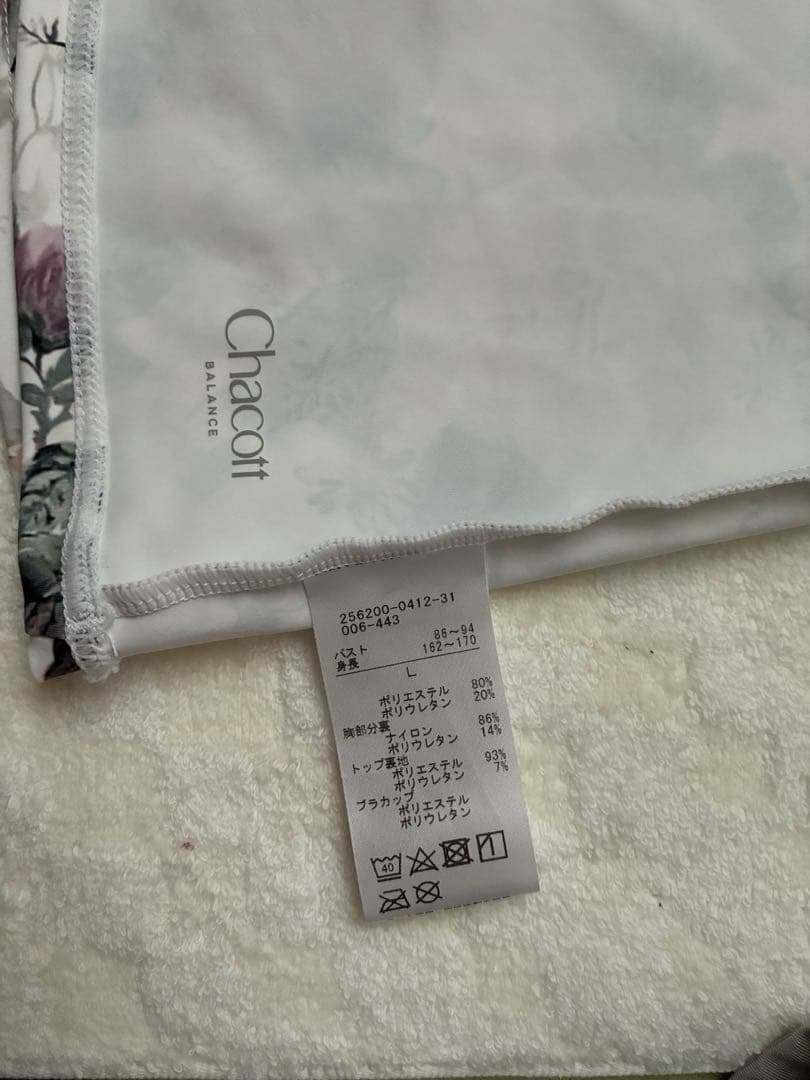 Chacott
BALANCE
256200-0412-31
006-443
バスト 86～94
身長 162～170
L
ポリエステル 80%
ポリウレタン 20%
胸部分裏
ナイロン 86%
ポリウレタン 14%
トップ裏地
ポリエステル 93%
ポリウレタン 7%
ブラカップ
ポリエステル
ポリウレタン
40